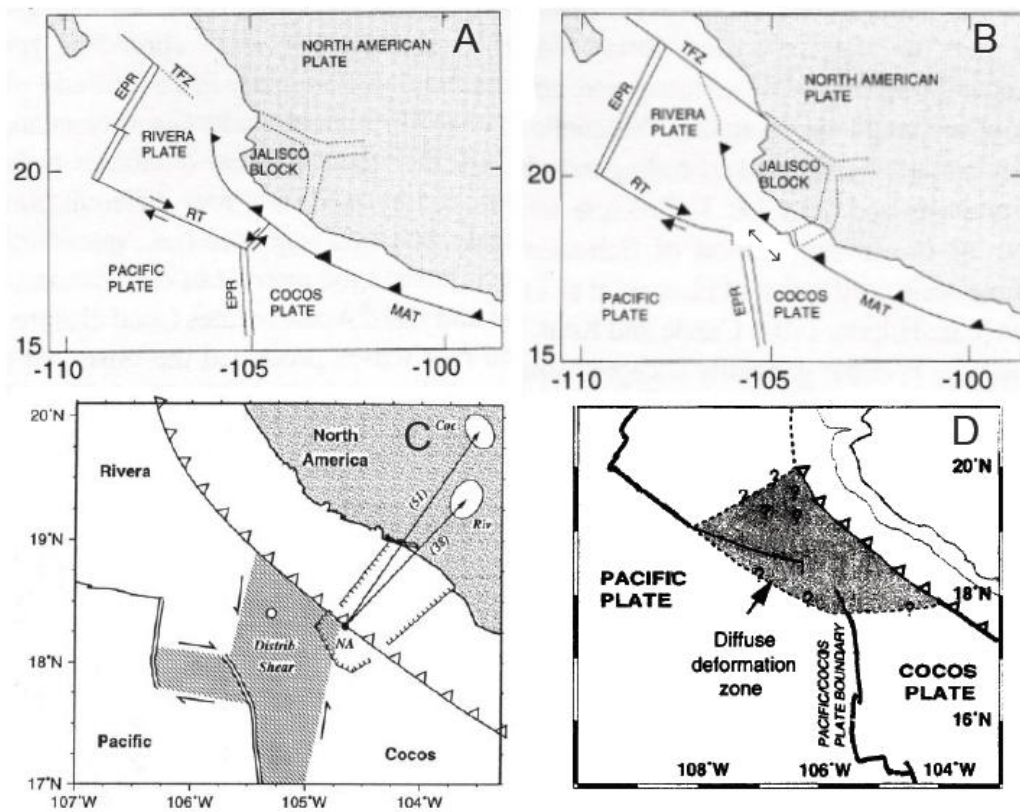 A
NORTH AMERICAN
PLATE
TFZ
EPR
RIVERA
PLATE
JALISCO
BLOCK
20
RT
PACIFIC
PLATE
EPR
COCOS
PLATE
MAT
15
-110
-105
-100
B
TFZ
NORTH AMERICAN
PLATE
EPR
RIVERA
PLATE
JALISCO
BLOCK
20
RT
PACIFIC
PLATE
EPR
COCOS
PLATE
MAT
15
-110
-105
-100
20°N
C
North
America
Coc
Rivera
(51)
Riv
(38)
19°N
Distrib.
Shear
NA
18°N
Pacific
Cocos
17°N
107°W
106°W
105°W
104°W
D
20°N
? ?
? ?
?
PACIFIC
PLATE
?
?
?
18°N
Diffuse
deformation
zone
PACIFIC/COCOS
PLATE BOUNDARY
COCOS
PLATE
16°N
108°W
106°W
104°W